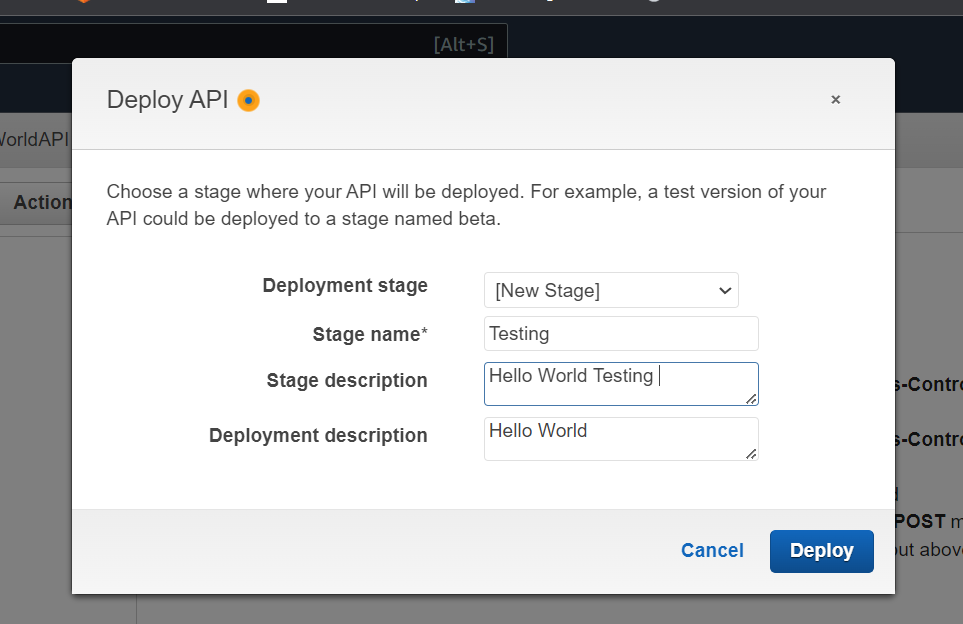 [Alt+S]
Deploy API
×
WorldAPI
Action
Choose a stage where your API will be deployed. For example, a test version of your
API could be deployed to a stage named beta.
Deployment stage [New Stage]
Stage name* Testing
Stage description Hello World Testing
Deployment description Hello World
s-Contro
s-Contro
POST m
out above
Cancel Deploy